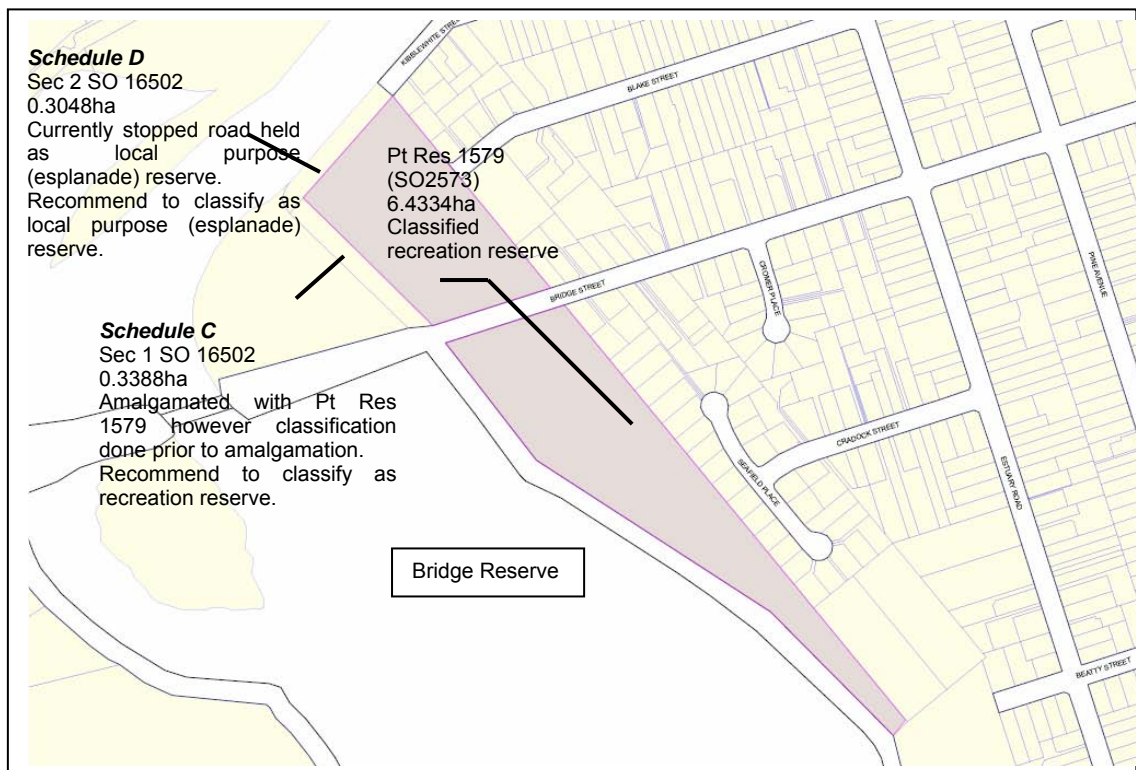 Schedule D
Sec 2 SO 16502
0.3048ha
Currently stopped road held
as local purpose
(esplanade) reserve.
Recommend to classify as
local purpose (esplanade)
reserve.
Pt Res 1579
(SO2573)
6.4334ha
Classified
recreation reserve
Schedule C
Sec 1 SO 16502
0.3388ha
Amalgamated with Pt Res
1579 however classification
done prior to amalgamation.
Recommend to classify as
recreation reserve.
Bridge Reserve
KIBBLEWHITE STREET
BLAKE STREET
BRIDGE STREET
CROMER PLACE
PINE AVENUE
CRADOCK STREET
SEAFIELD PLACE
ESTUARY ROAD
BEATTY STREET